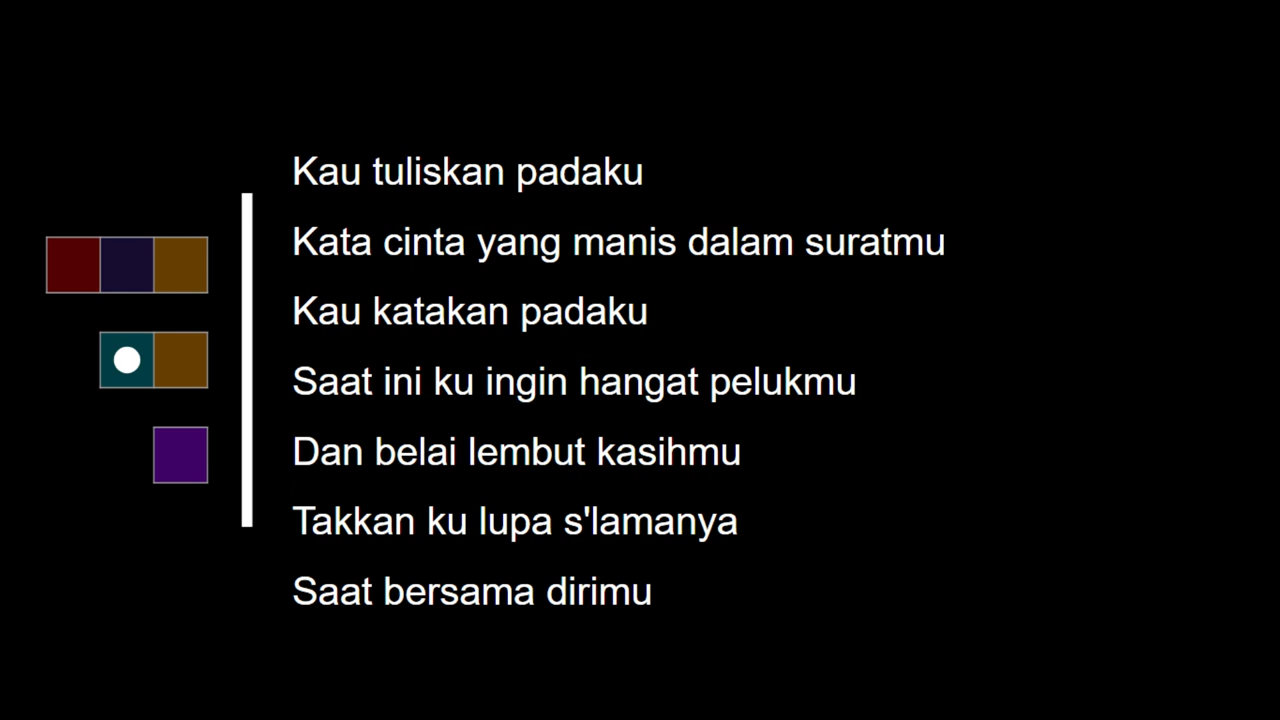 Kau tuliskan padaku
Kata cinta yang manis dalam suratmu
Kau katakan padaku
Saat ini ku ingin hangat pelukmu
Dan belai lembut kasihmu
Takkan ku lupa s'lamanya
Saat bersama dirimu